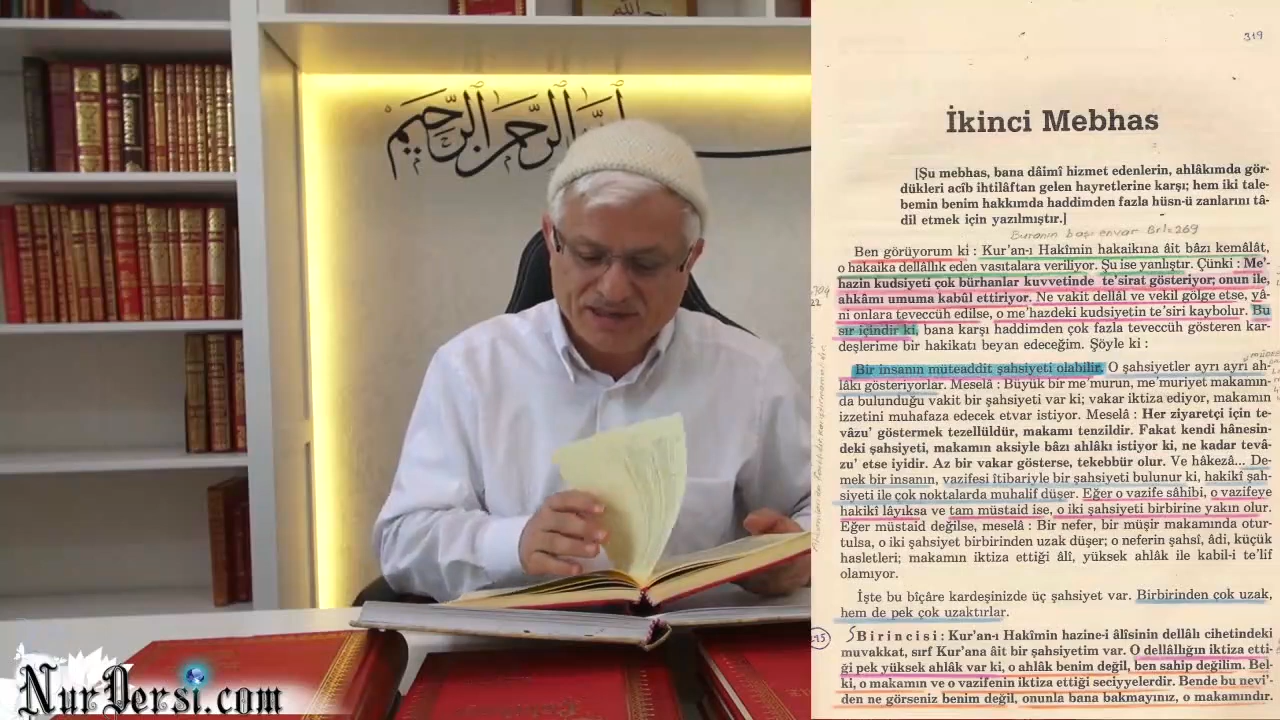 الله
بسم الله الرحمن الرحيم
NurDersi.com
319
İkinci Mebhas
[Şu mebhas, bana dâimî hizmet edenlerin, ahlâkımda gör-
dükleri acîb ihtilâftan gelen hayretlerine karşı; hem iki tale-
bemin benim hakkımda haddimden fazla hüsn-ü zanlarını tâ-
dil etmek için yazılmıştır.]
Buranın başı envar Brl=269
Ben görüyorum ki : Kur'an-ı Hakîmin hakaikına âit bâzı kemâlât,
o hakaika dellâllık eden vasıtalara veriliyor. Şu ise yanlıştır. Çünki : Me'-
hazin kudsiyeti çok bürhanlar kuvvetinde te'sirat gösteriyor; onun ile,
ahkâmı umuma kabûl ettiriyor. Ne vakit dellâl ve vekil gölge etse, yâ-
ni onlara teveccüh edilse, o me'hazdeki kudsiyetin te'siri kaybolur. Bu
sır içindir ki, bana karşı haddimden çok fazla teveccüh gösteren kar-
deşlerime bir hakikatı beyan edeceğim. Şöyle ki :
Bir insanın müteaddit şahsiyeti olabilir. O şahsiyetler ayrı ayrı ah-
lâkı gösteriyorlar. Meselâ : Büyük bir me'murun, me'muriyet makamın-
da bulunduğu vakit bir şahsiyeti var ki; vakar iktiza ediyor, makamın
izzetini muhafaza edecek etvar istiyor. Meselâ : Her ziyaretçi için te-
vâzu' göstermek tezellüldür, makamı tenzildir. Fakat kendi hânesin-
deki şahsiyeti, makamın aksiyle bâzı ahlâkı istiyor ki, ne kadar tevâ-
zu' etse iyidir. Az bir vakar gösterse, tekebbür olur. Ve hâkezâ... De-
mek bir insanın, vazifesi îtibariyle bir şahsiyeti bulunur ki, hakikî şah-
siyeti ile çok noktalarda muhalif düşer. Eğer o vazife sâhibi, o vazifeye
hakikî lâyıksa ve tam müstaid ise, o iki şahsiyeti birbirine yakın olur.
Eğer müstaid değilse, meselâ : Bir nefer, bir müşir makamında otur-
tulsa, o iki şahsiyet birbirinden uzak düşer; o neferin şahsî, âdi, küçük
hasletleri; makamın iktiza ettiği âlî, yüksek ahlâk ile kabil-i te'lif
olamıyor.
İşte bu bîçâre kardeşinizde üç şahsiyet var. Birbirinden çok uzak,
hem de pek çok uzaktırlar.
Birincisi : Kur'an-ı Hakîmin hazine-i âlîsinin dellâlı cihetindeki
muvakkat, sırf Kur'ana âit bir şahsiyetim var. O dellâllığın iktiza etti-
ği pek yüksek ahlâk var ki, o ahlâk benim değil, ben sahip değilim. Bel-
ki, o makamın ve o vazifenin iktiza ettiği seciyyelerdir. Bende bu nevi'-
den ne görseniz benim değil, onunla bana bakmayınız, o makamındır.